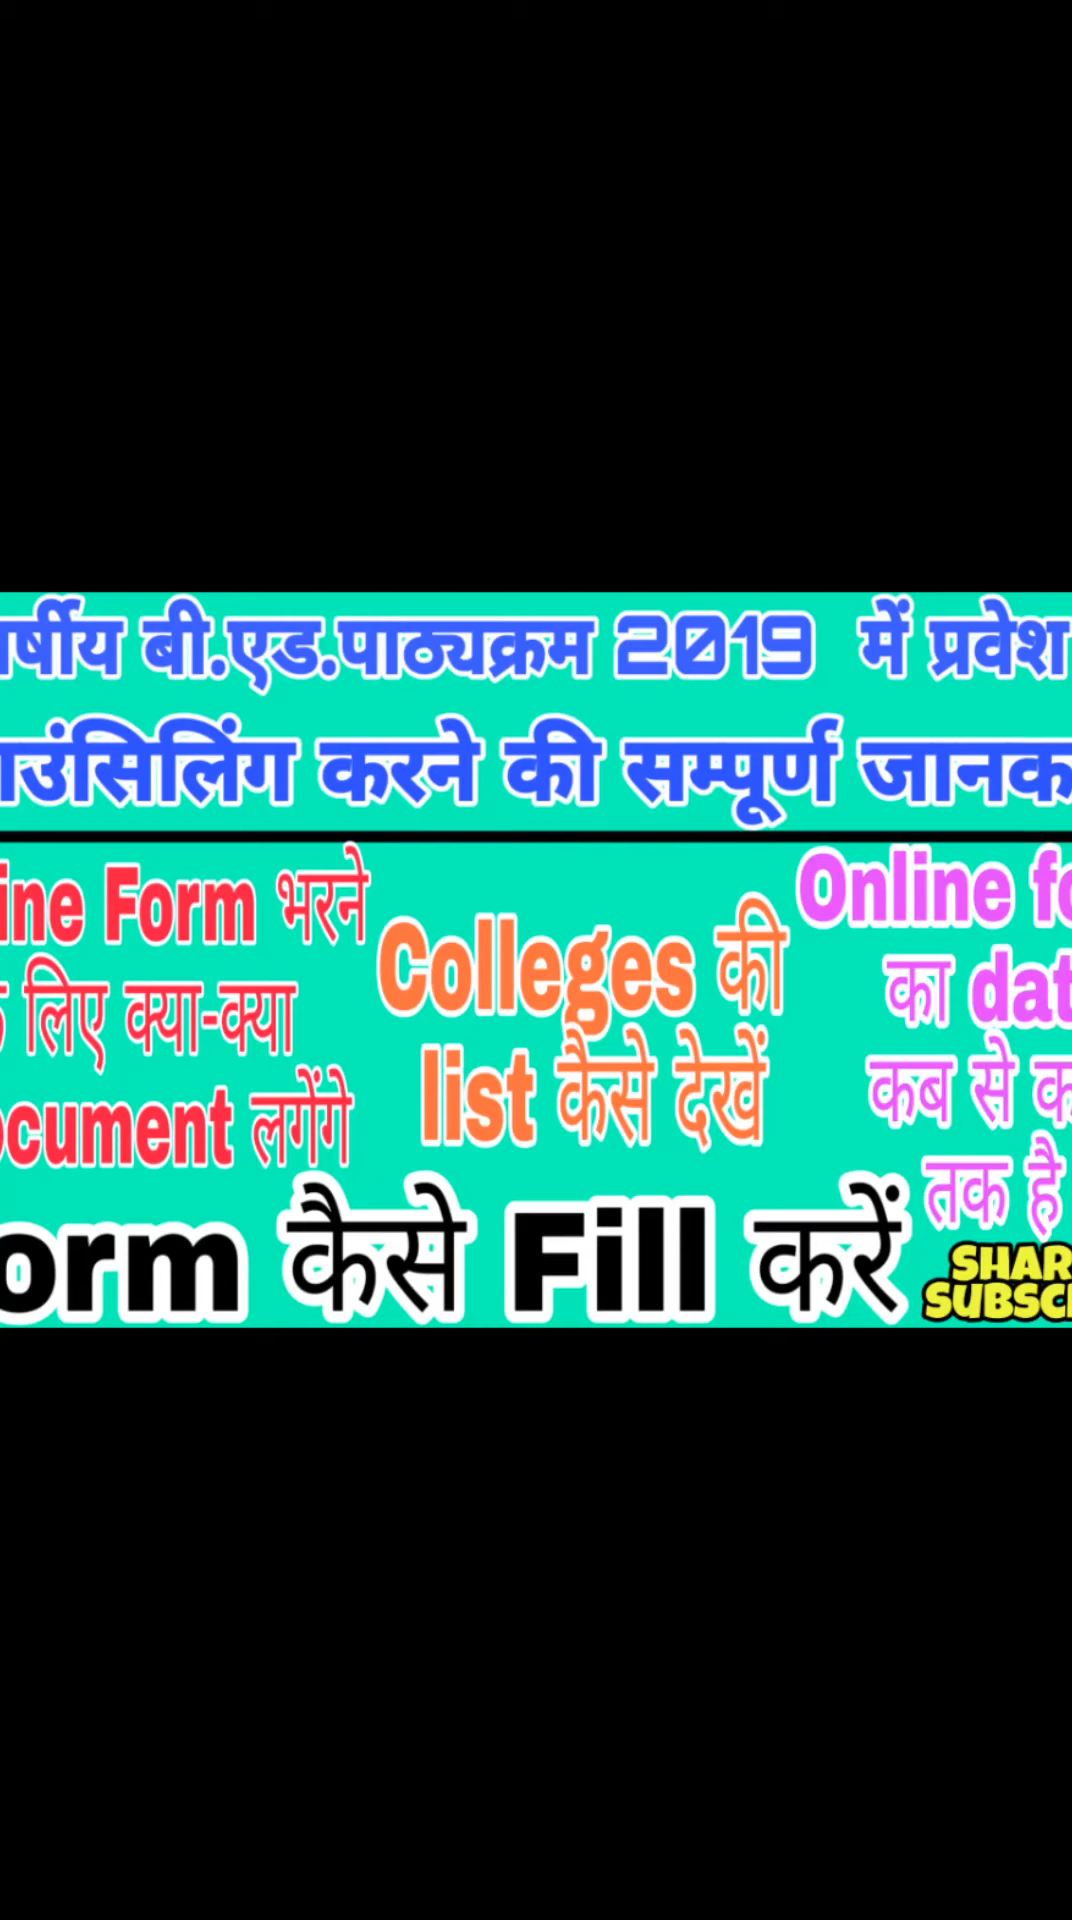 र्षीय बी.एड.पाठ्यक्रम 2019 में प्रवेश
उंसिलिंग करने की सम्पूर्ण जानक
ine Form भरने
लिए क्या-क्या
ocument लगेंगे
Colleges की
list कैसे देखें
Online fo
का dat
कब से क
तक है
orm कैसे Fill करें
SHAR
SUBSC